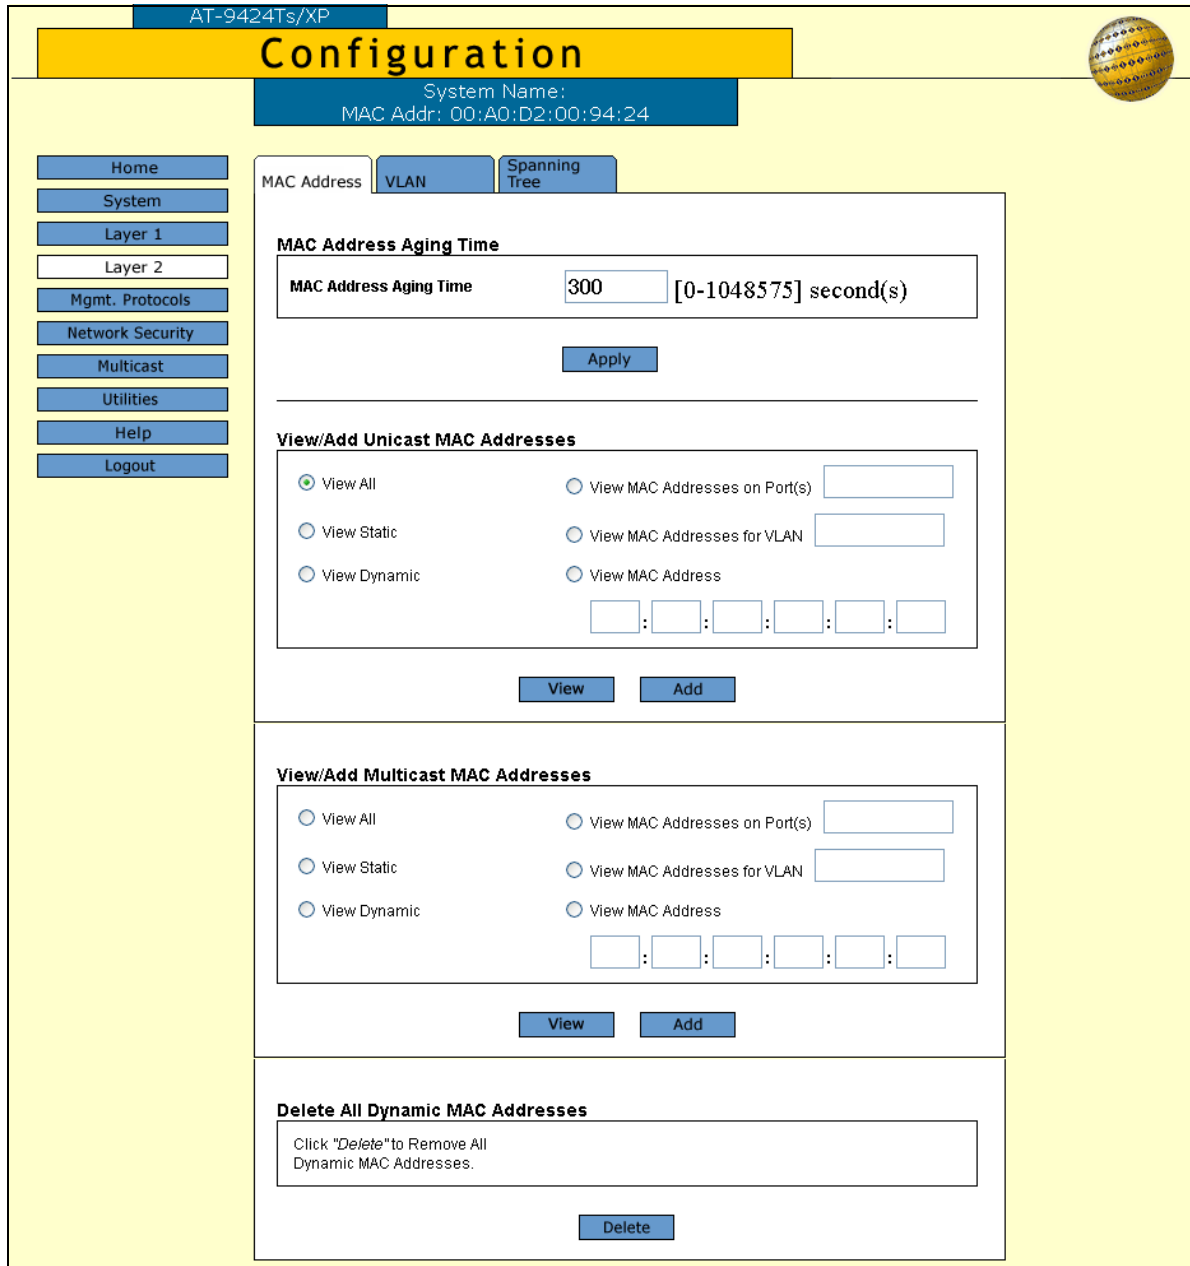 AT-9424Ts/XP
Configuration
System Name:
MAC Addr: 00:A0:D2:00:94:24
Home
System
Layer 1
Layer 2
Mgmt. Protocols
Network Security
Multicast
Utilities
Help
Logout
MAC Address
VLAN
Spanning
Tree
MAC Address Aging Time
MAC Address Aging Time 300 [0-1048575] second(s)
Apply
View/Add Unicast MAC Addresses
View All View MAC Addresses on Port(s)
View Static View MAC Addresses for VLAN
View Dynamic View MAC Address
: : : : :
View Add
View/Add Multicast MAC Addresses
View All View MAC Addresses on Port(s)
View Static View MAC Addresses for VLAN
View Dynamic View MAC Address
: : : : :
View Add
Delete All Dynamic MAC Addresses
Click "Delete" to Remove All
Dynamic MAC Addresses.
Delete